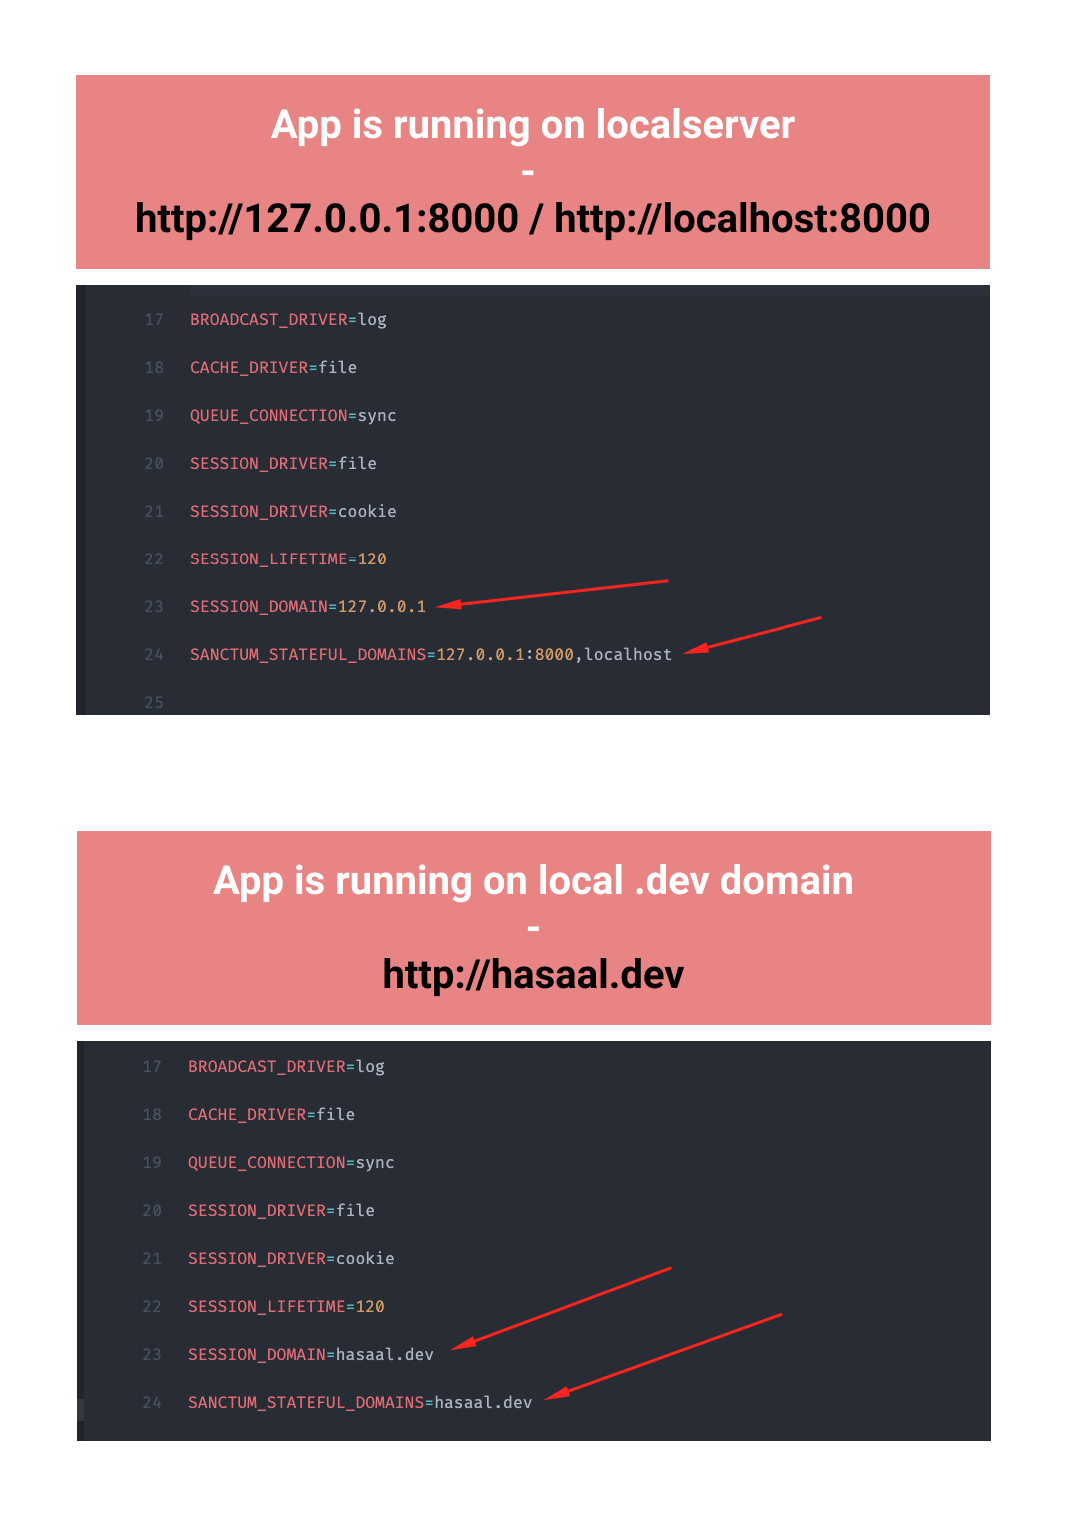 App is running on localserver
-
http://127.0.0.1:8000 / http://localhost:8000
17 BROADCAST_DRIVER=log
18 CACHE_DRIVER=file
19 QUEUE_CONNECTION=sync
20 SESSION_DRIVER=file
21 SESSION_DRIVER=cookie
22 SESSION_LIFETIME=120
23 SESSION_DOMAIN=127.0.0.1
24 SANCTUM_STATEFUL_DOMAINS=127.0.0.1:8000,localhost
25
App is running on local .dev domain
-
http://hasaal.dev
17 BROADCAST_DRIVER=log
18 CACHE_DRIVER=file
19 QUEUE_CONNECTION=sync
20 SESSION_DRIVER=file
21 SESSION_DRIVER=cookie
22 SESSION_LIFETIME=120
23 SESSION_DOMAIN=hasaal.dev
24 SANCTUM_STATEFUL_DOMAINS=hasaal.dev